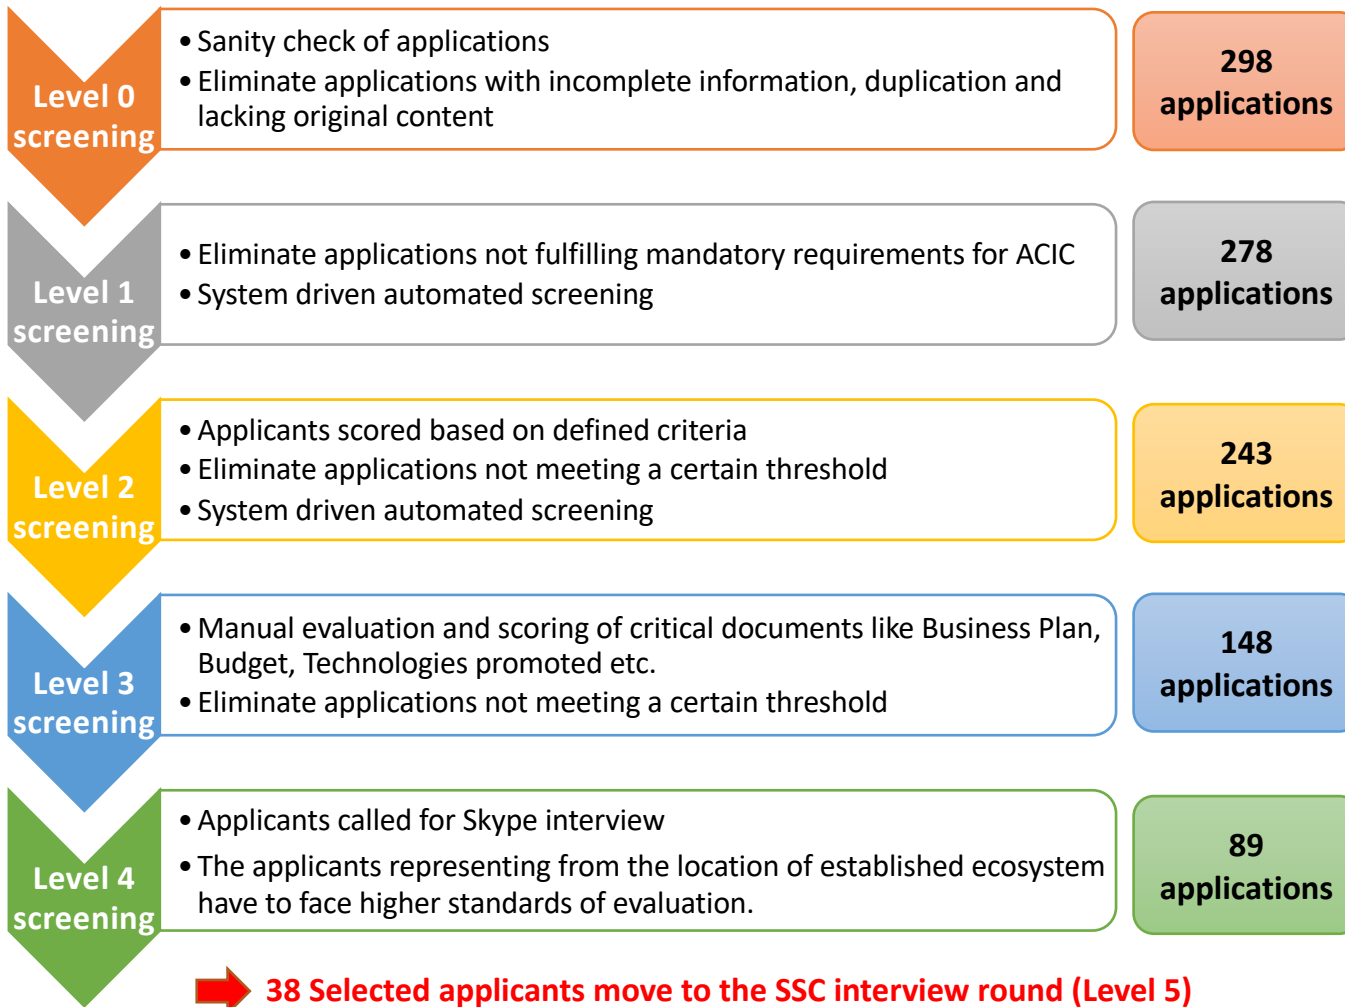 Level 0
screening
• Sanity check of applications
• Eliminate applications with incomplete information, duplication and
lacking original content
298
applications
Level 1
screening
• Eliminate applications not fulfilling mandatory requirements for ACIC
• System driven automated screening
278
applications
Level 2
screening
• Applicants scored based on defined criteria
• Eliminate applications not meeting a certain threshold
• System driven automated screening
243
applications
Level 3
screening
• Manual evaluation and scoring of critical documents like Business Plan,
Budget, Technologies promoted etc.
• Eliminate applications not meeting a certain threshold
148
applications
Level 4
screening
• Applicants called for Skype interview
• The applicants representing from the location of established ecosystem
have to face higher standards of evaluation.
89
applications
38 Selected applicants move to the SSC interview round (Level 5)